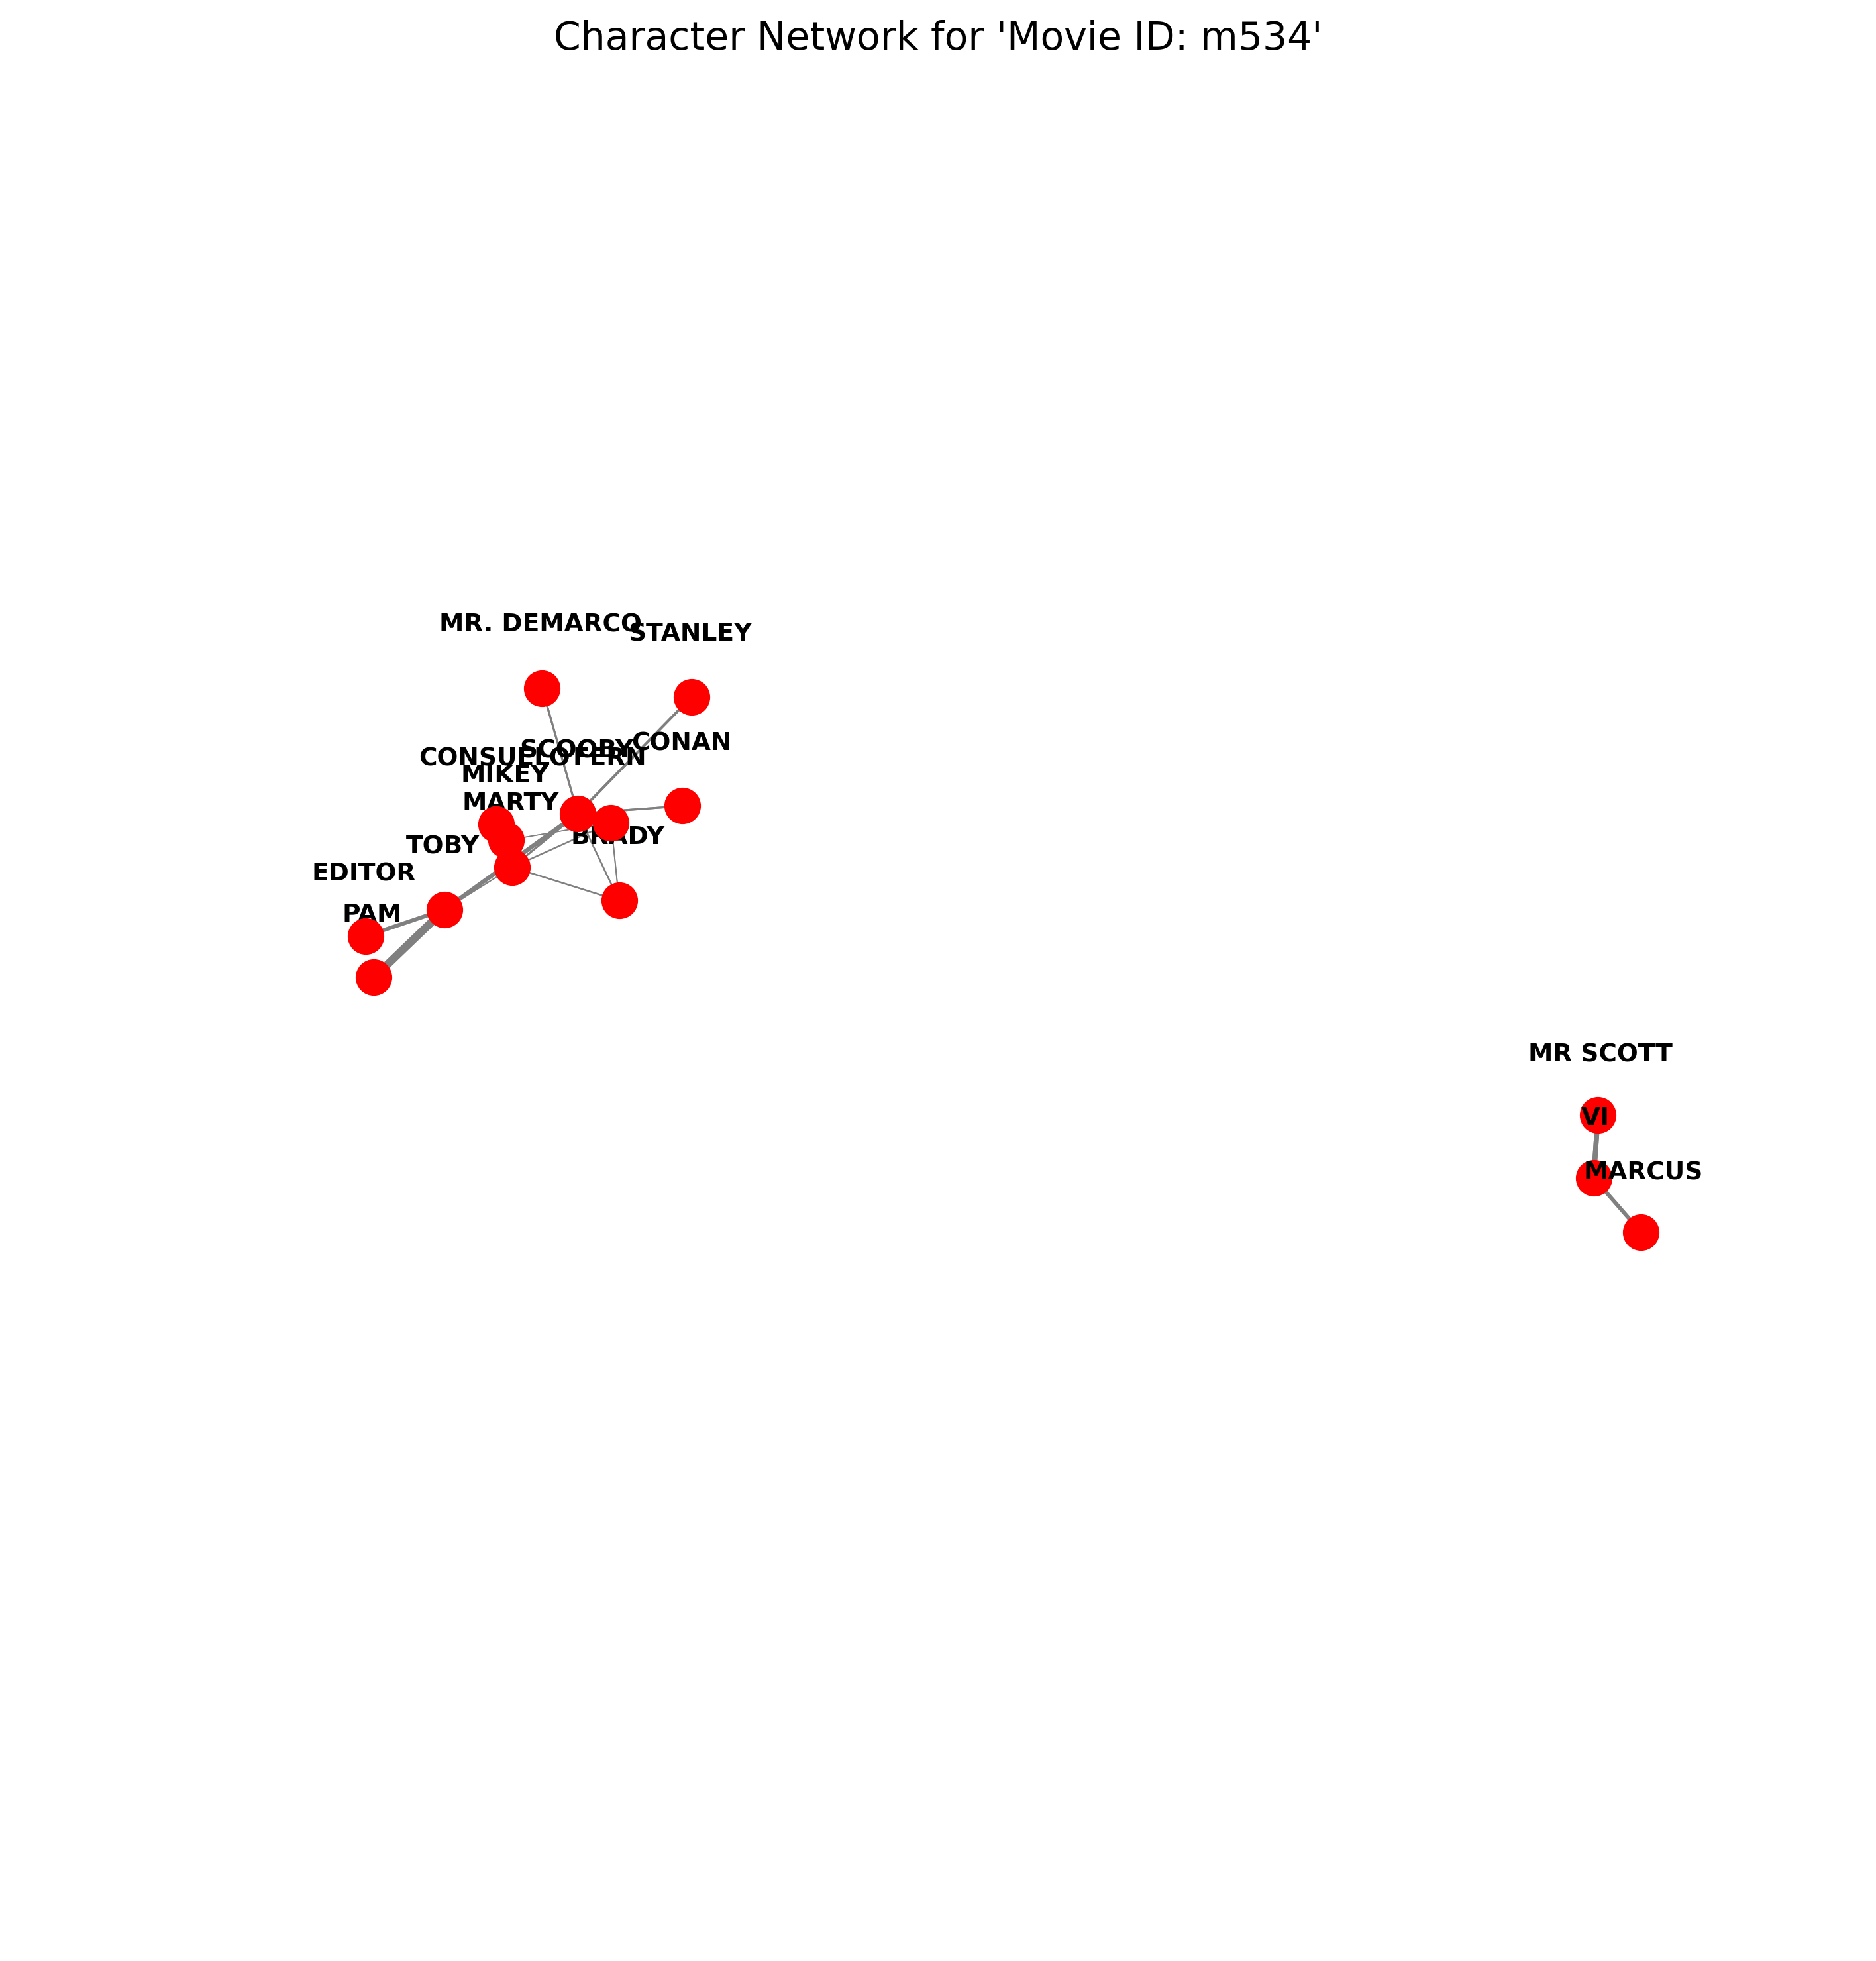 Character Network for 'Movie ID: m534'
MR. DEMARCO
STANLEY
CONAN
SCOOBY
CONSUELO
FERN
MIKEY
MARTY
BRADY
TOBY
EDITOR
PAM
MR SCOTT
VI
MARCUS